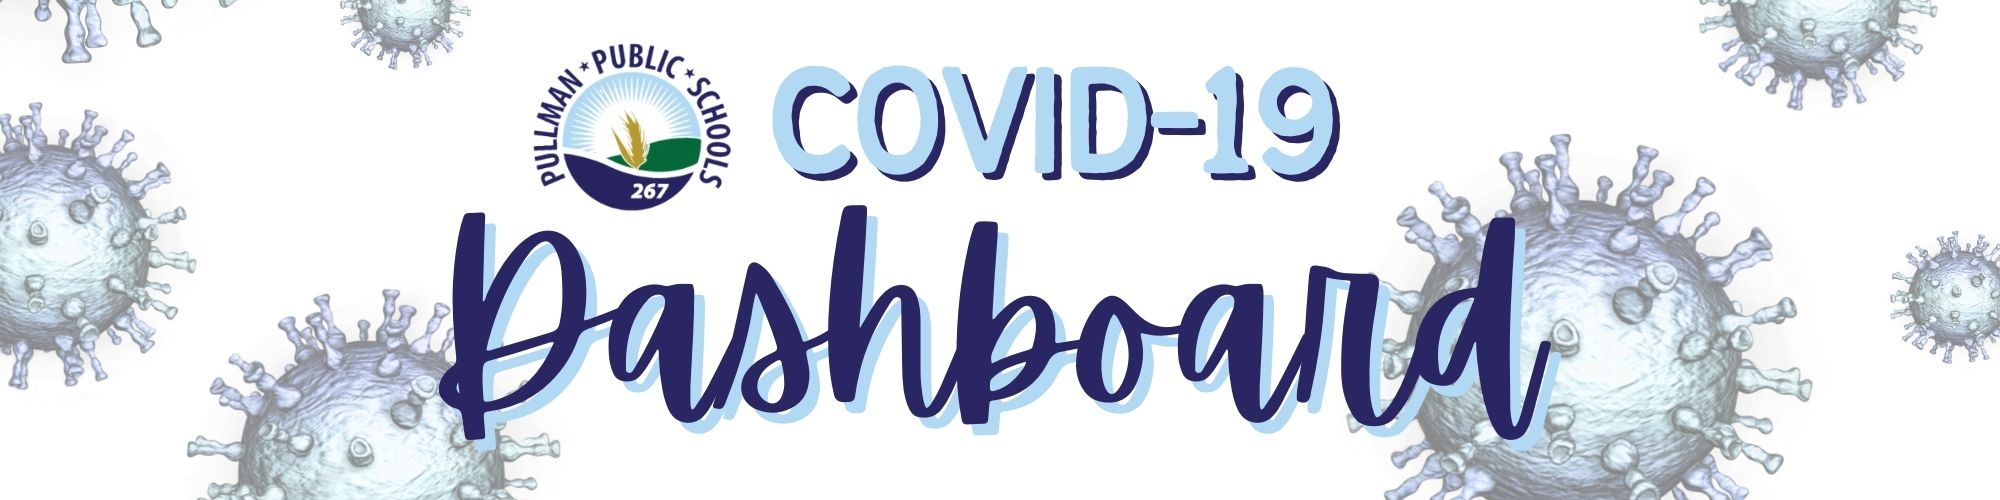 PULLMAN ★ PUBLIC ★ SCHOOLS
267
COVID-19
Dashboard